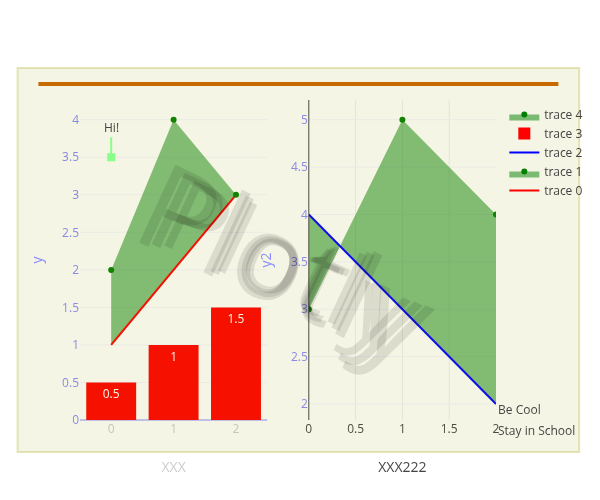 4
3.5
3
2.5
2
1.5
1
0.5
0
y
Hi!
0.5
1
1.5
0
1
2
XXX
Plotly
5
4.5
4
3.5
3
2.5
2
y2
0
0.5
1
1.5
2
XXX222
trace 4
trace 3
trace 2
trace 1
trace 0
Be Cool
Stay in School